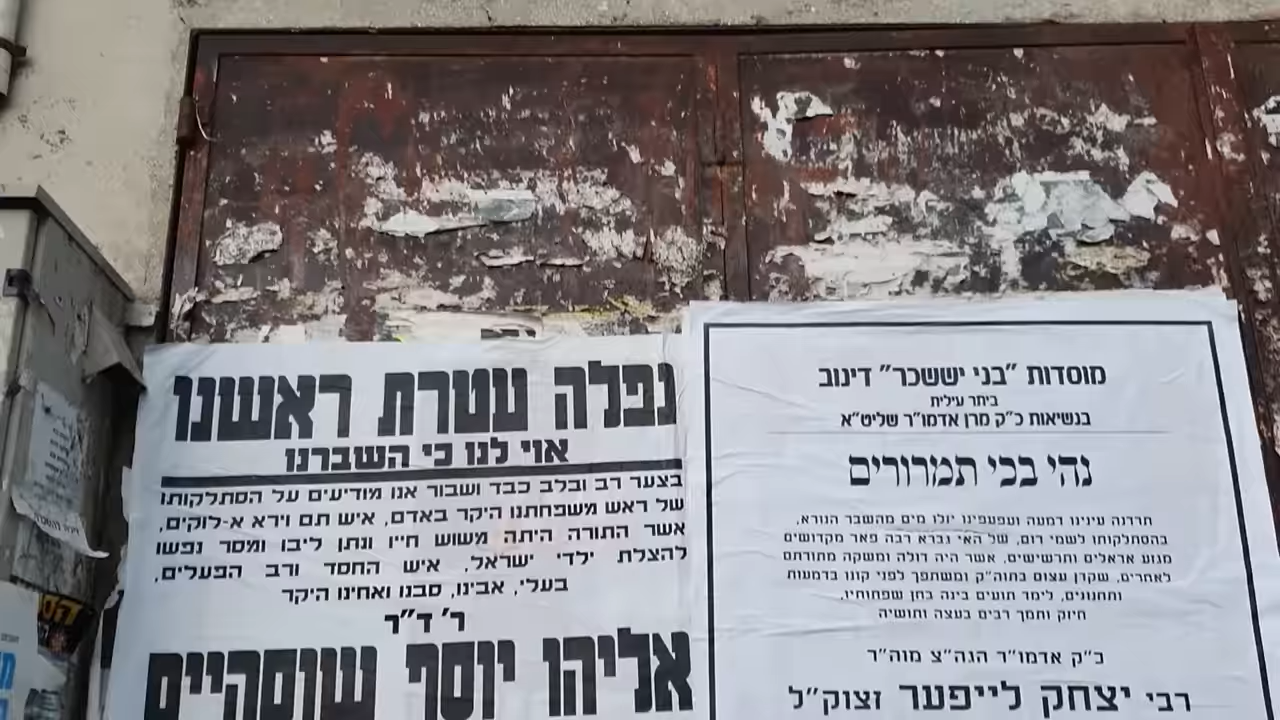 נפלה עטרת ראשנו
אוי לנו כי השברנו
בצער רב ובלב כבד ושבור אנו מודיעים על הסתלקותו
של ראש משפחתנו היקר באדם, איש תם וירא א-לוקים,
אשר התורה היתה משוש חייו ונתן ליבו ומסר נפשו
להצלת ילדי ישראל, איש החסד ורב הפעלים,
בעלי, אבינו, סבנו ואחינו היקר
ר' ד"ר
אליהו יוסף שוסהיים
מוסדות "בני יששכר" דינוב
ביתר עילית
בנשיאות כ"ק מרן אדמו"ר שליט"א
נהי בכי תמרורים
תרדנה עינינו דמעה ועפעפינו יזלו מים מהשבר הנורא,
בהסתלקותו לשמי רום, של האי גברא רבה פאר מקדושים
מגזע אראלים ותרשישים, אשר היה דולה ומשקה מתורתם
לאחרים, שקדן עצום בתוה"ק ומשתפך לפני קונו בדמעות
ותחנונים, לימד תועים בינה בחן שפתותיו,
חיזק ותמך רבים בעצה ותושיה
כ"ק אדמו"ר הגה"צ מוה"ר
רבי יצחק לייפער זצוק"ל